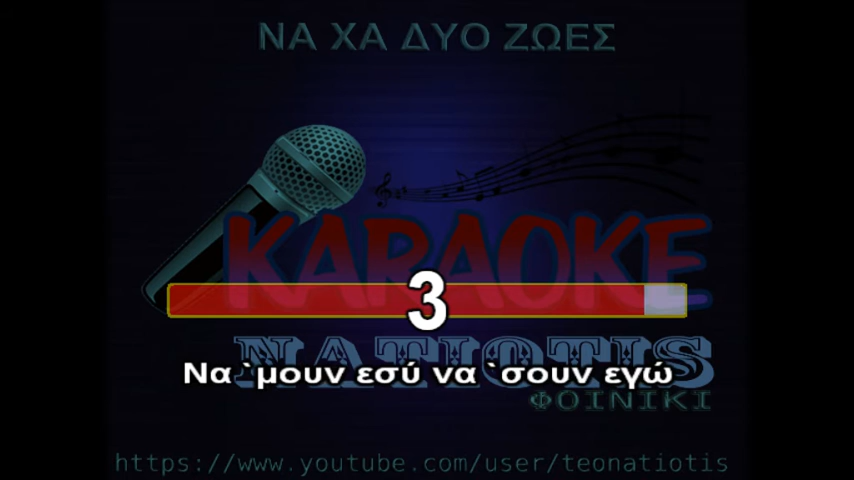 ΝΑ ΧΑ ΔΥΟ ΖΩΕΣ
KARAOKE
3
NATIOTIS
Να `μουν εσύ να `σουν εγώ
ΦΟΙΝΙΚΙ
https://www.youtube.com/user/teonatiotis